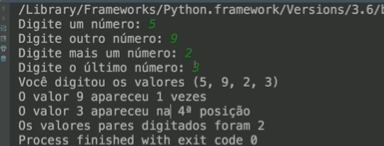 /Library/Frameworks/Python.framework/Versions/3.6/b
Digite um número: 5
Digite outro número: 9
Digite mais um número: 2
Digite o último número: 3
Você digitou os valores (5, 9, 2, 3)
O valor 9 apareceu 1 vezes
O valor 3 apareceu na 4ª posição
Os valores pares digitados foram 2
Process finished with exit code 0